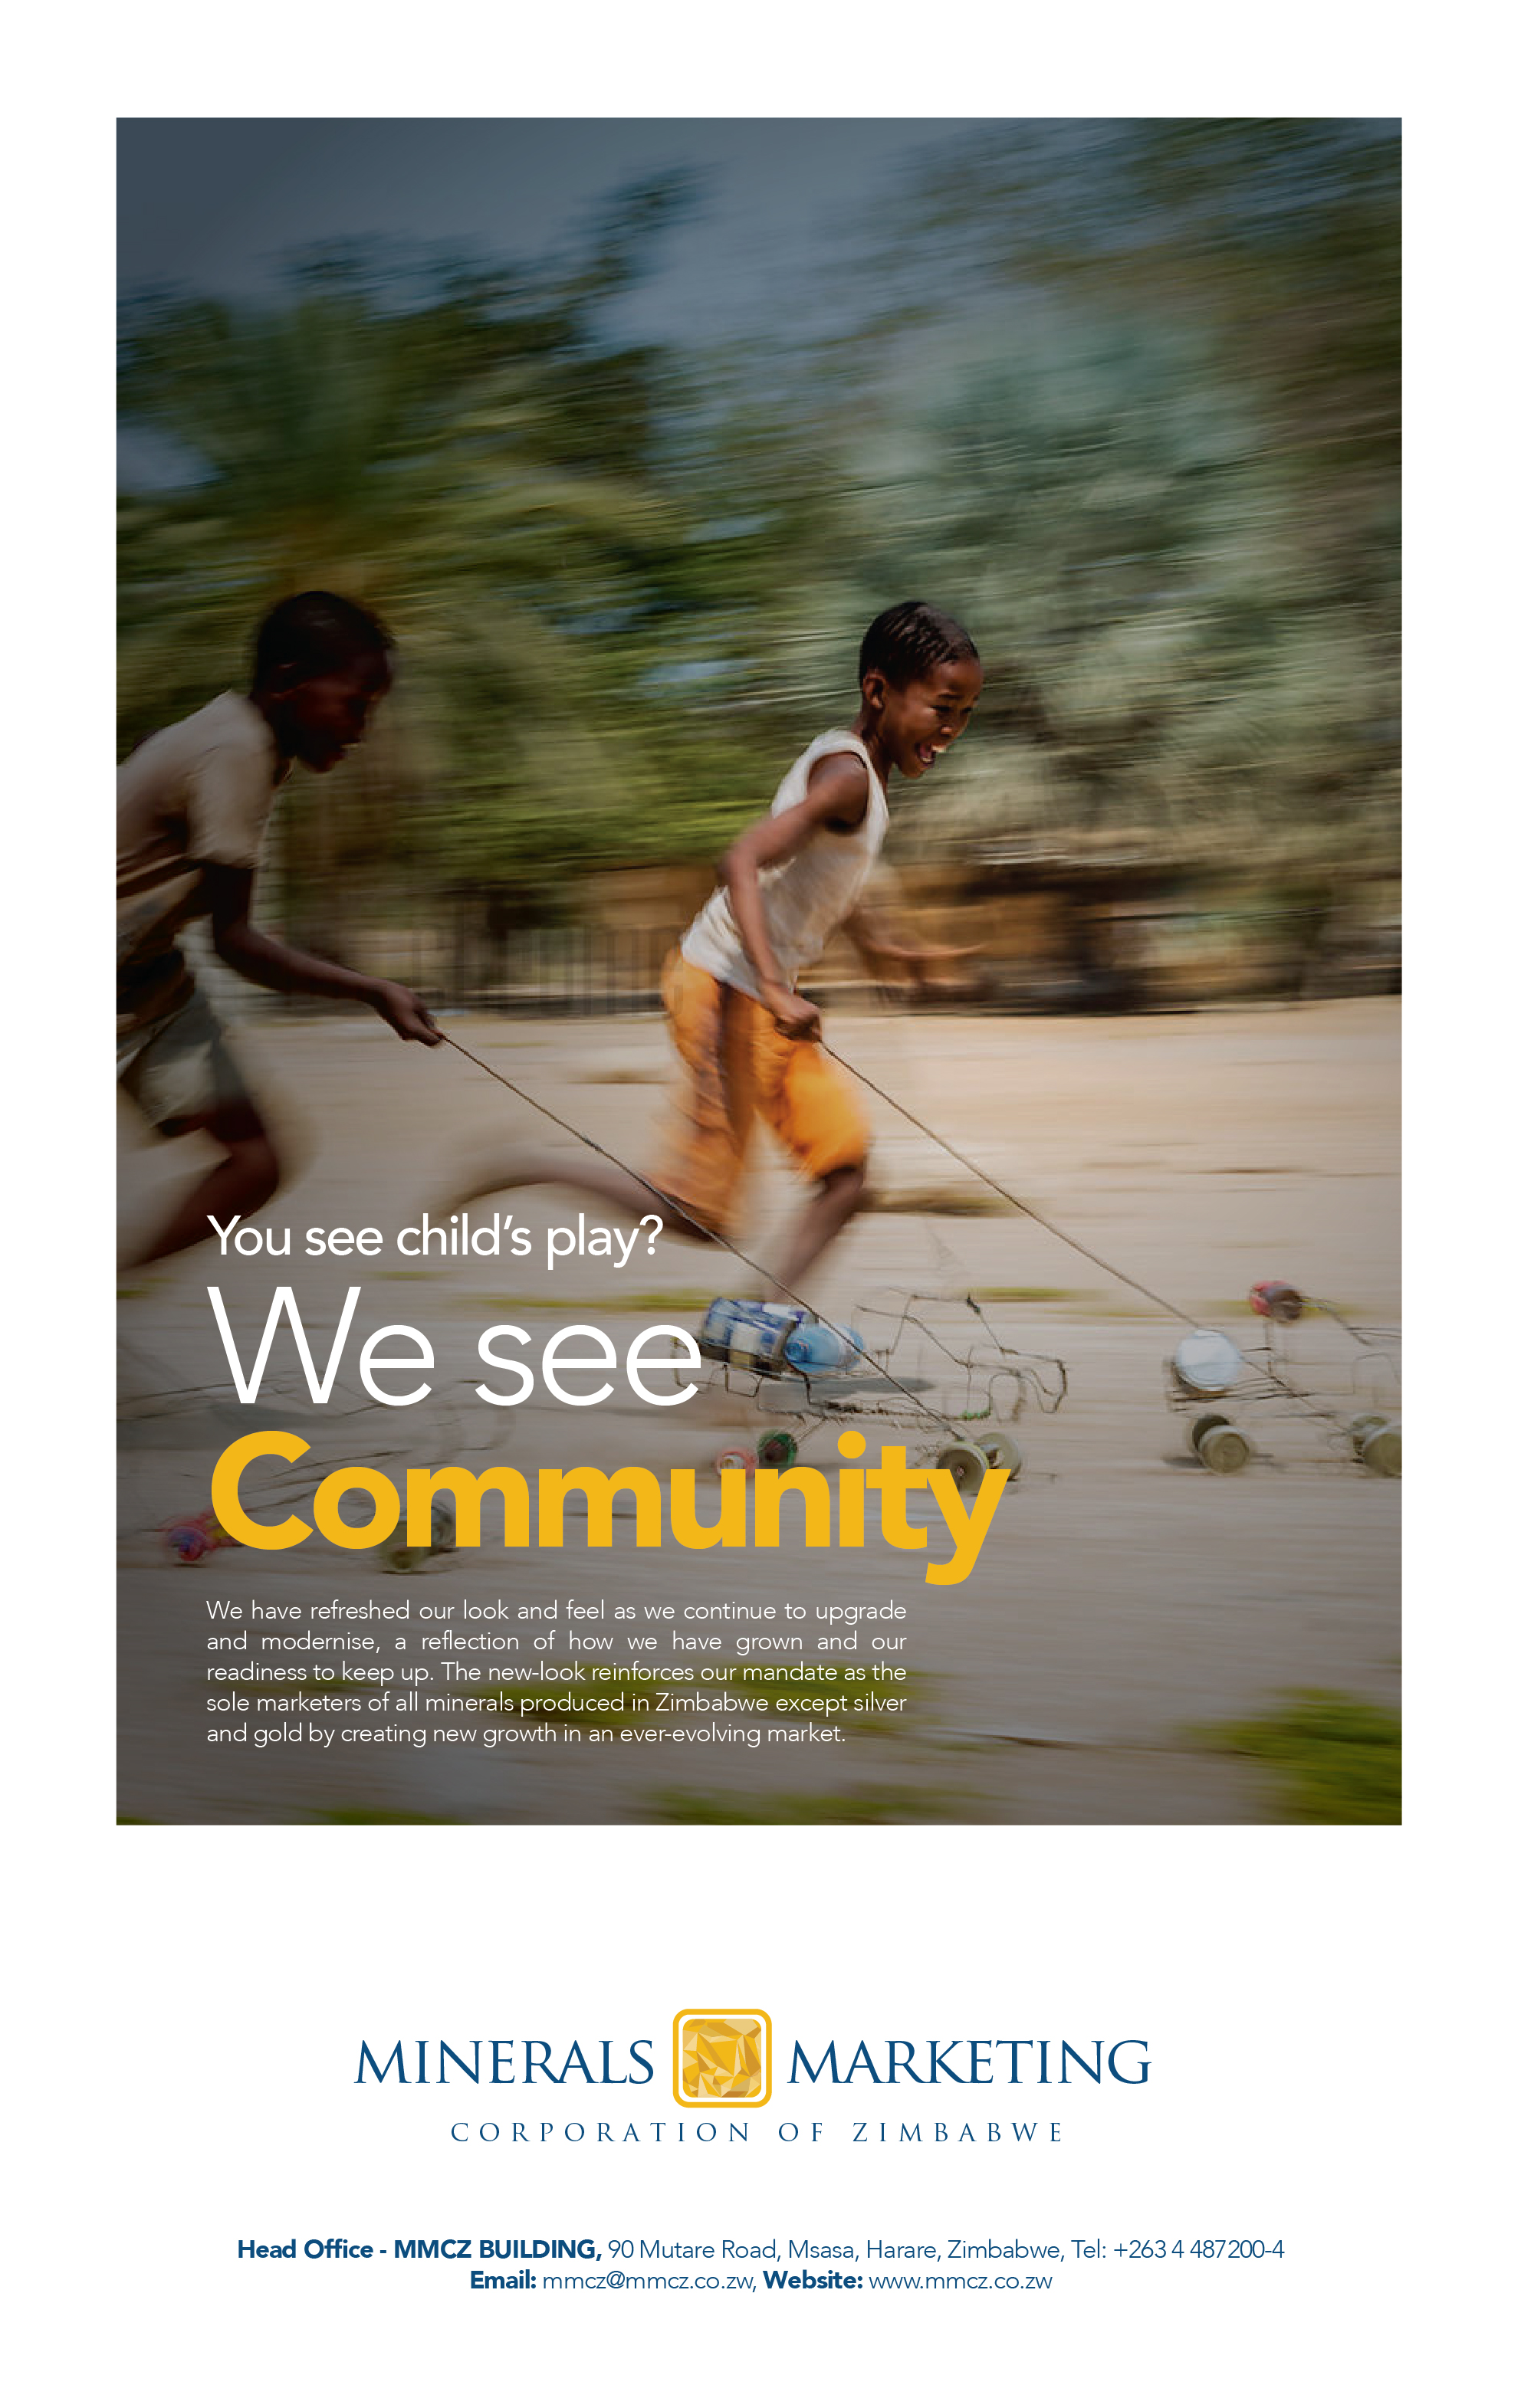 You see child’s play?
We see
Community
We have refreshed our look and feel as we continue to upgrade
and modernise, a reflection of how we have grown and our
readiness to keep up. The new-look reinforces our mandate as the
sole marketers of all minerals produced in Zimbabwe except silver
and gold by creating new growth in an ever-evolving market.
MINERALS MARKETING
CORPORATION OF ZIMBABWE
Head Office - MMCZ BUILDING, 90 Mutare Road, Msasa, Harare, Zimbabwe, Tel: +263 4 487200-4
Email: mmcz@mmcz.co.zw, Website: www.mmcz.co.zw